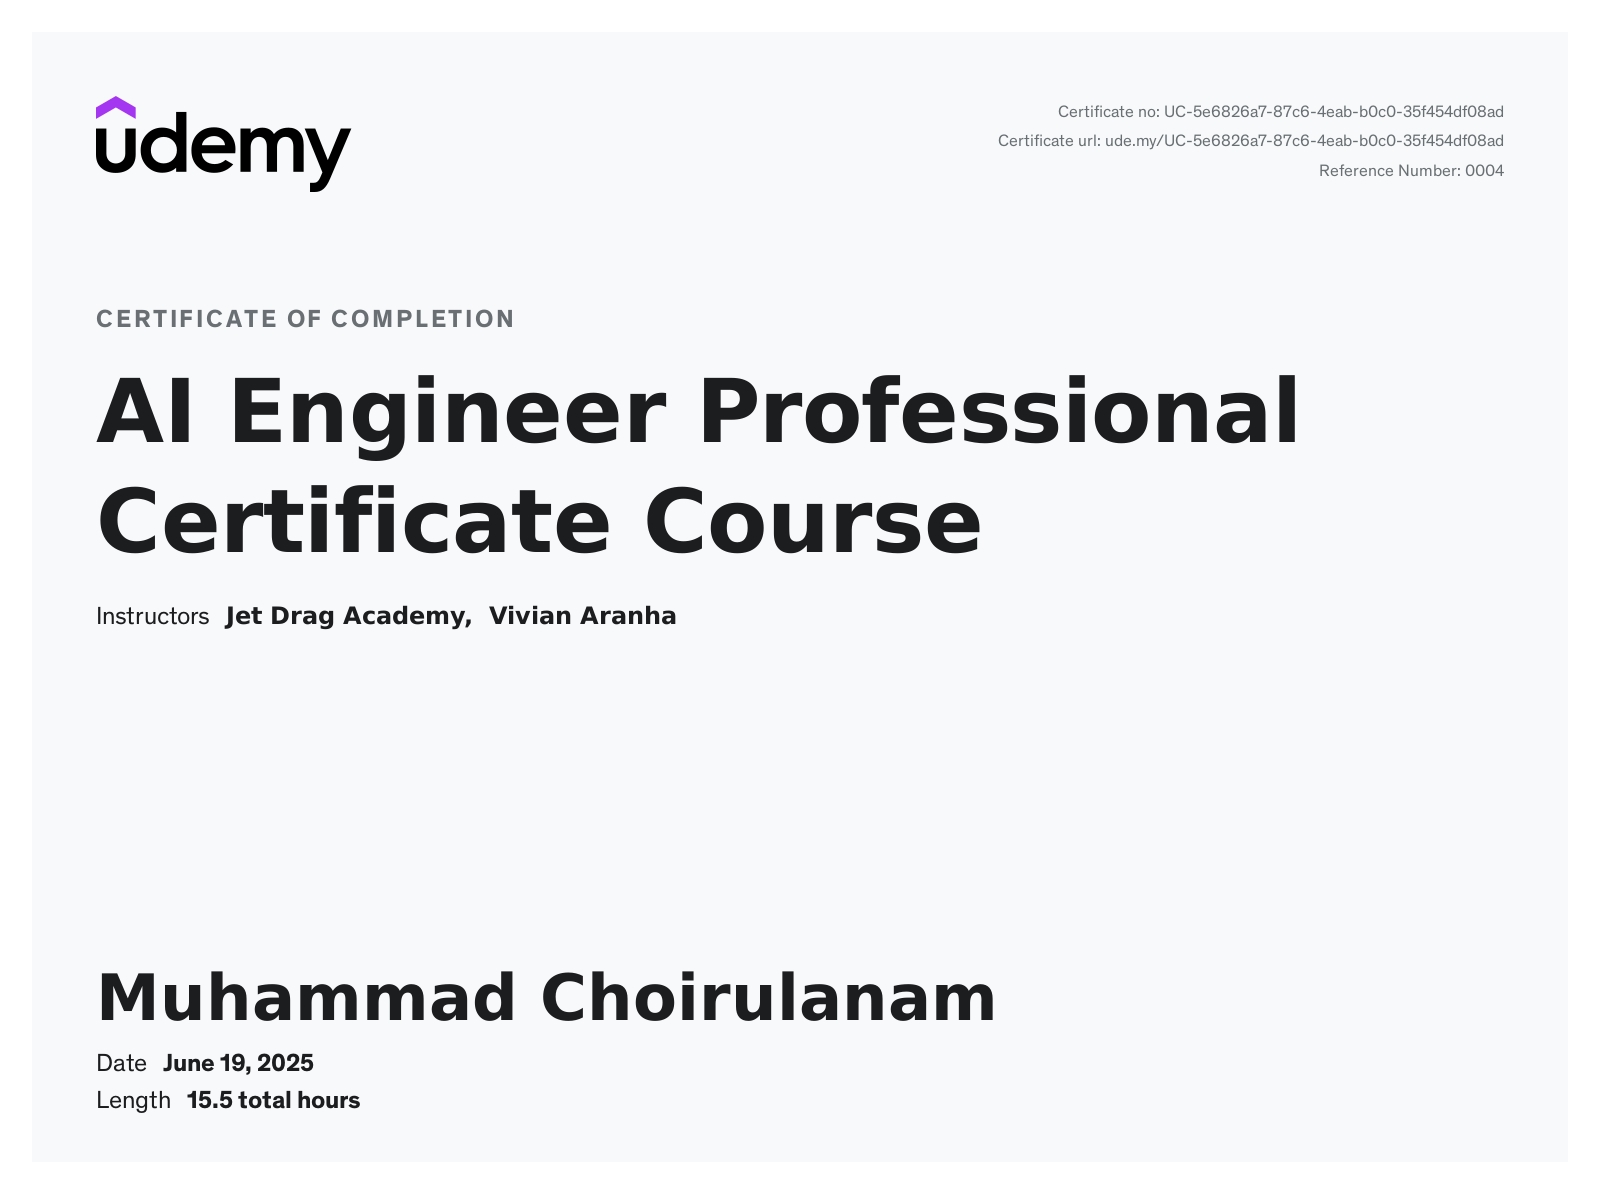 udemy
Certificate no: UC-5e6826a7-87c6-4eab-b0c0-35f454df08ad
Certificate url: ude.my/UC-5e6826a7-87c6-4eab-b0c0-35f454df08ad
Reference Number: 0004
CERTIFICATE OF COMPLETION
AI Engineer Professional
Certificate Course
Instructors Jet Drag Academy, Vivian Aranha
Muhammad Choirulanam
Date June 19, 2025
Length 15.5 total hours